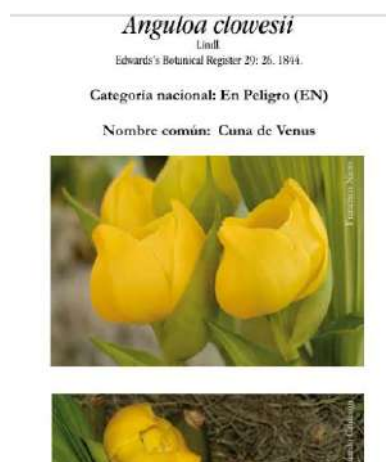 Anguloa clowesii
Lindl.
Edwards's Botanical Register 29: 26. 1844.
Categoría nacional: En Peligro (EN)
Nombre común: Cuna de Venus
Francisco